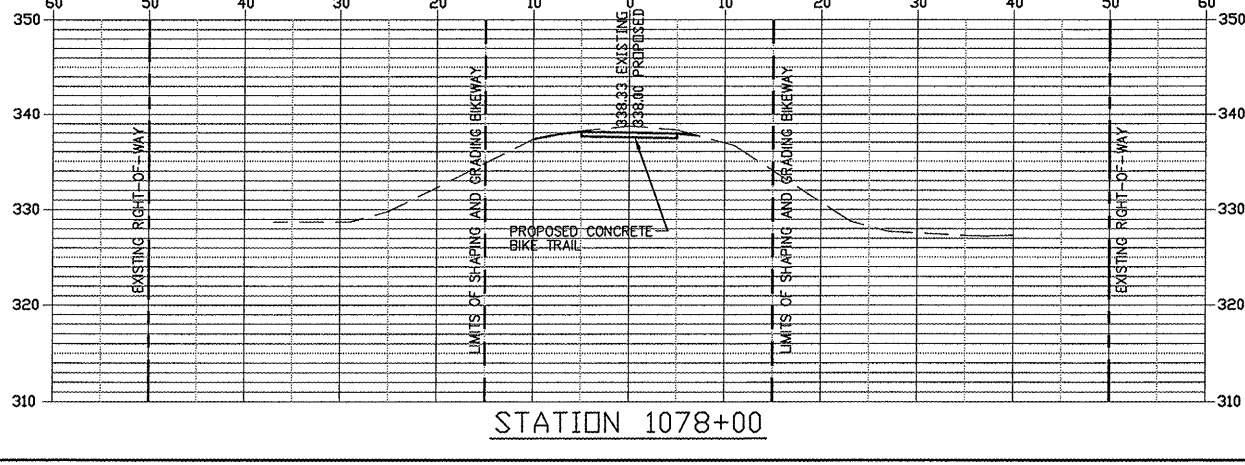 60 50 40 30 20 10 0 10 20 30 40 50 60
350 350
340 340
330 330
320 320
310 310
EXISTING RIGHT-OF-WAY
LIMITS OF SHAPING AND GRADING BIKEWAY
338.33 EXISTING
338.00 PROPOSED
LIMITS OF SHAPING AND GRADING BIKEWAY
EXISTING RIGHT-OF-WAY
PROPOSED CONCRETE
BIKE TRAIL
STATION 1078+00